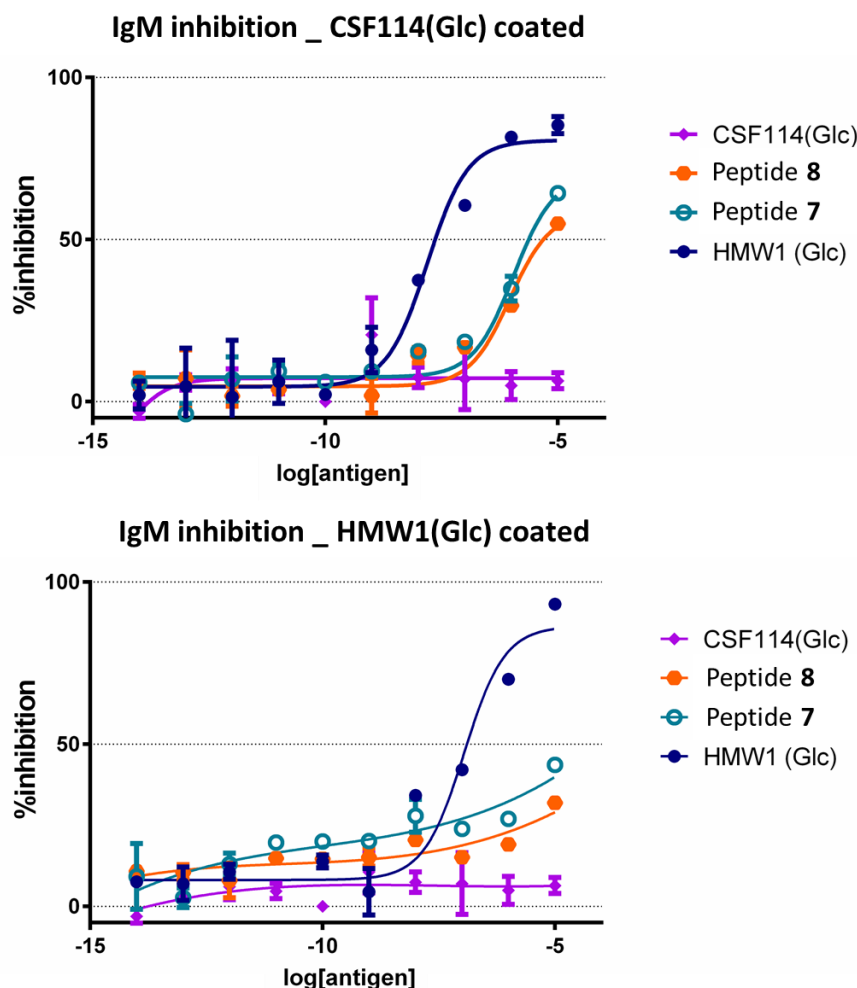 IgM inhibition _ CSF114(Glc) coated
100
50
0
%inhibition
-15
-10
-5
log[antigen]
CSF114(Glc)
Peptide 8
Peptide 7
HMW1 (Glc)
IgM inhibition _ HMW1(Glc) coated
100
50
0
%inhibition
-15
-10
-5
log[antigen]
CSF114(Glc)
Peptide 8
Peptide 7
HMW1 (Glc)